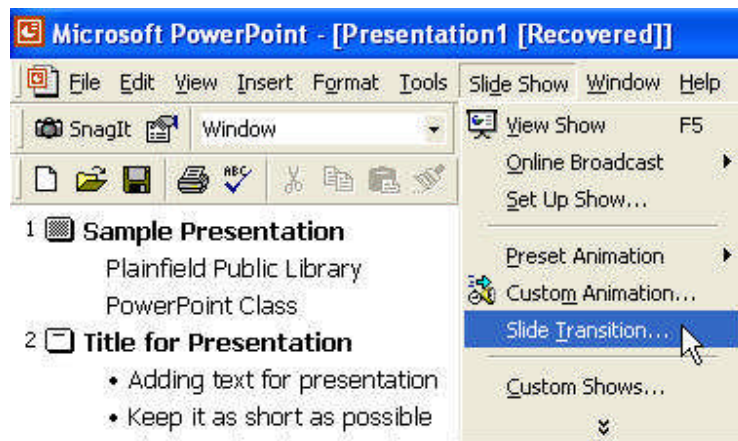 Microsoft PowerPoint - [Presentation1 [Recovered]]
File Edit View Insert Format Tools Slide Show Window Help
SnagIt Window
ABC
View Show F5
Online Broadcast
Set Up Show...
Preset Animation
Custom Animation...
Slide Transition...
Custom Shows...
1 Sample Presentation
Plainfield Public Library
PowerPoint Class
2 Title for Presentation
• Adding text for presentation
• Keep it as short as possible